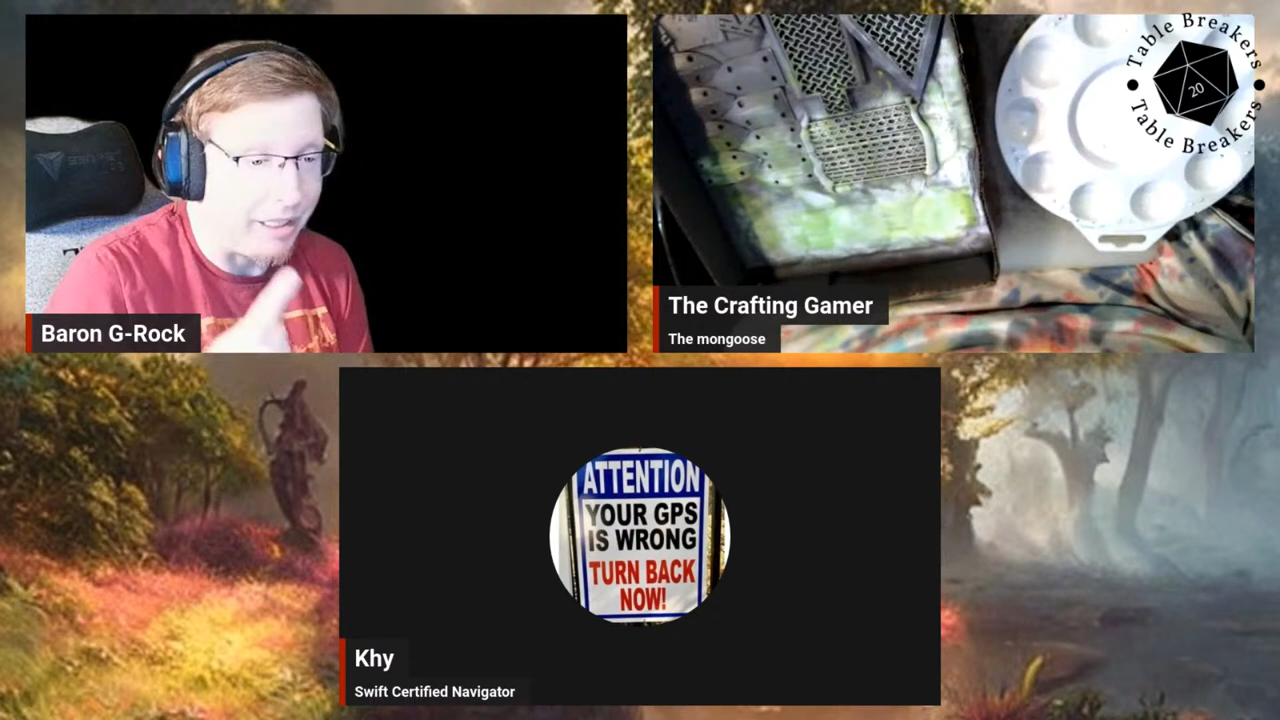 Baron G-Rock
The Crafting Gamer
The mongoose
Table Breakers
20
Table Breakers
ATTENTION
YOUR GPS
IS WRONG
TURN BACK
NOW!
Khy
Swift Certified Navigator